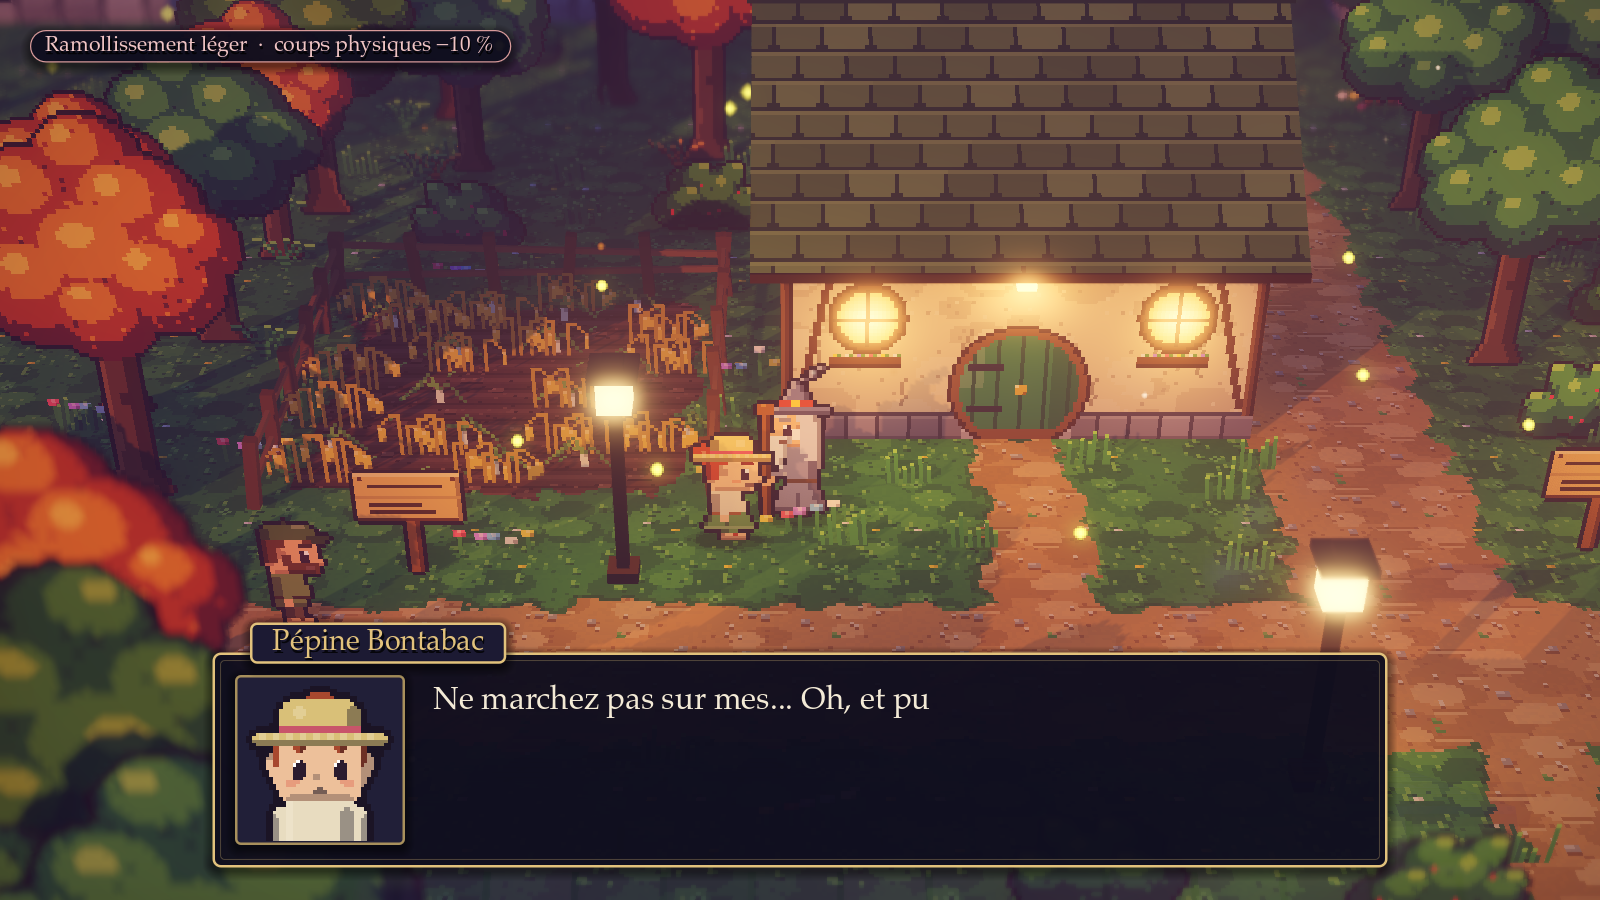 Ramollissement léger · coups physiques −10 %
Pépine Bontabac
Ne marchez pas sur mes... Oh, et pu